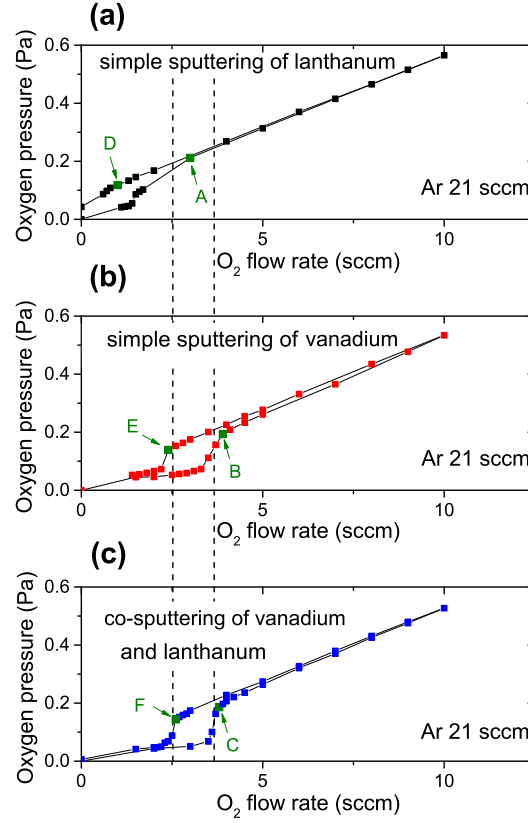 (a)
0.6
simple sputtering of lanthanum
0.4
D
0.2
A
Ar 21 sccm
0.0
0
5
10
O₂ flow rate (sccm)
Oxygen pressure (Pa)
(b)
0.6
simple sputtering of vanadium
0.4
E
0.2
B
Ar 21 sccm
0.0
0
5
10
O₂ flow rate (sccm)
Oxygen pressure (Pa)
(c)
0.6
co-sputtering of vanadium
and lanthanum
0.4
F
0.2
C
Ar 21 sccm
0.0
0
5
10
O₂ flow rate (sccm)
Oxygen pressure (Pa)